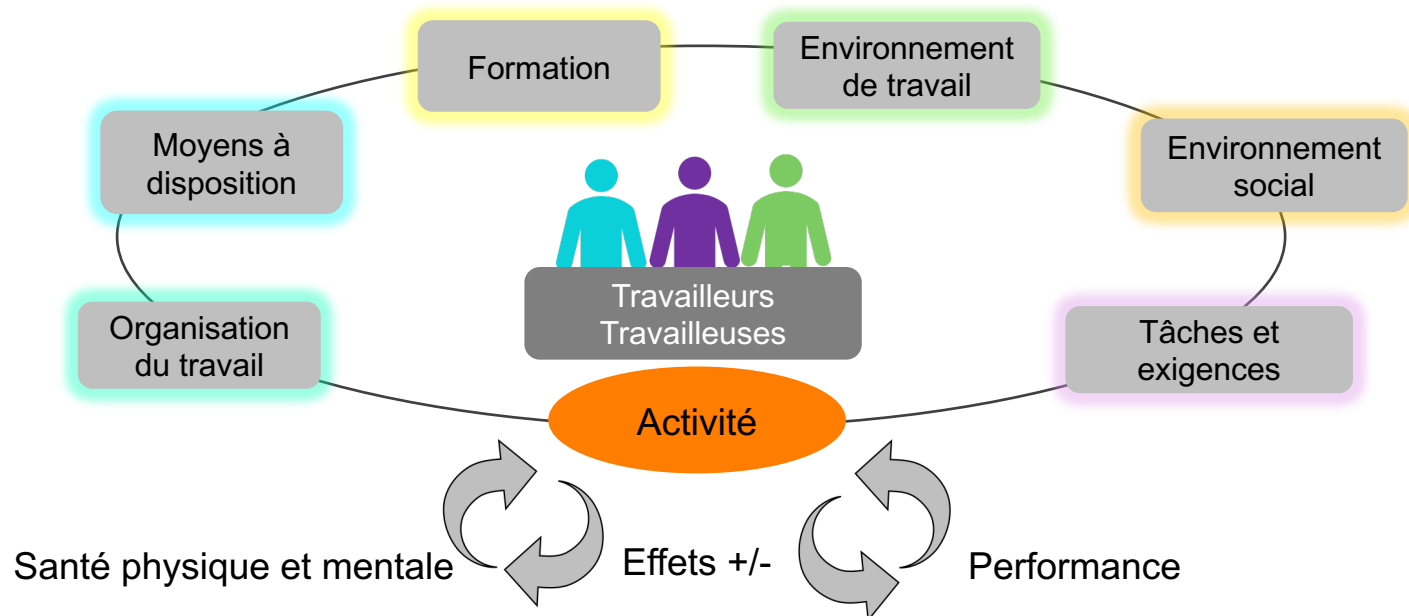 Formation
Environnement
de travail
Moyens à
disposition
Environnement
social
Travailleurs
Travailleuses
Organisation
du travail
Tâches et
exigences
Activité
Santé physique et mentale
Effets +/-
Performance